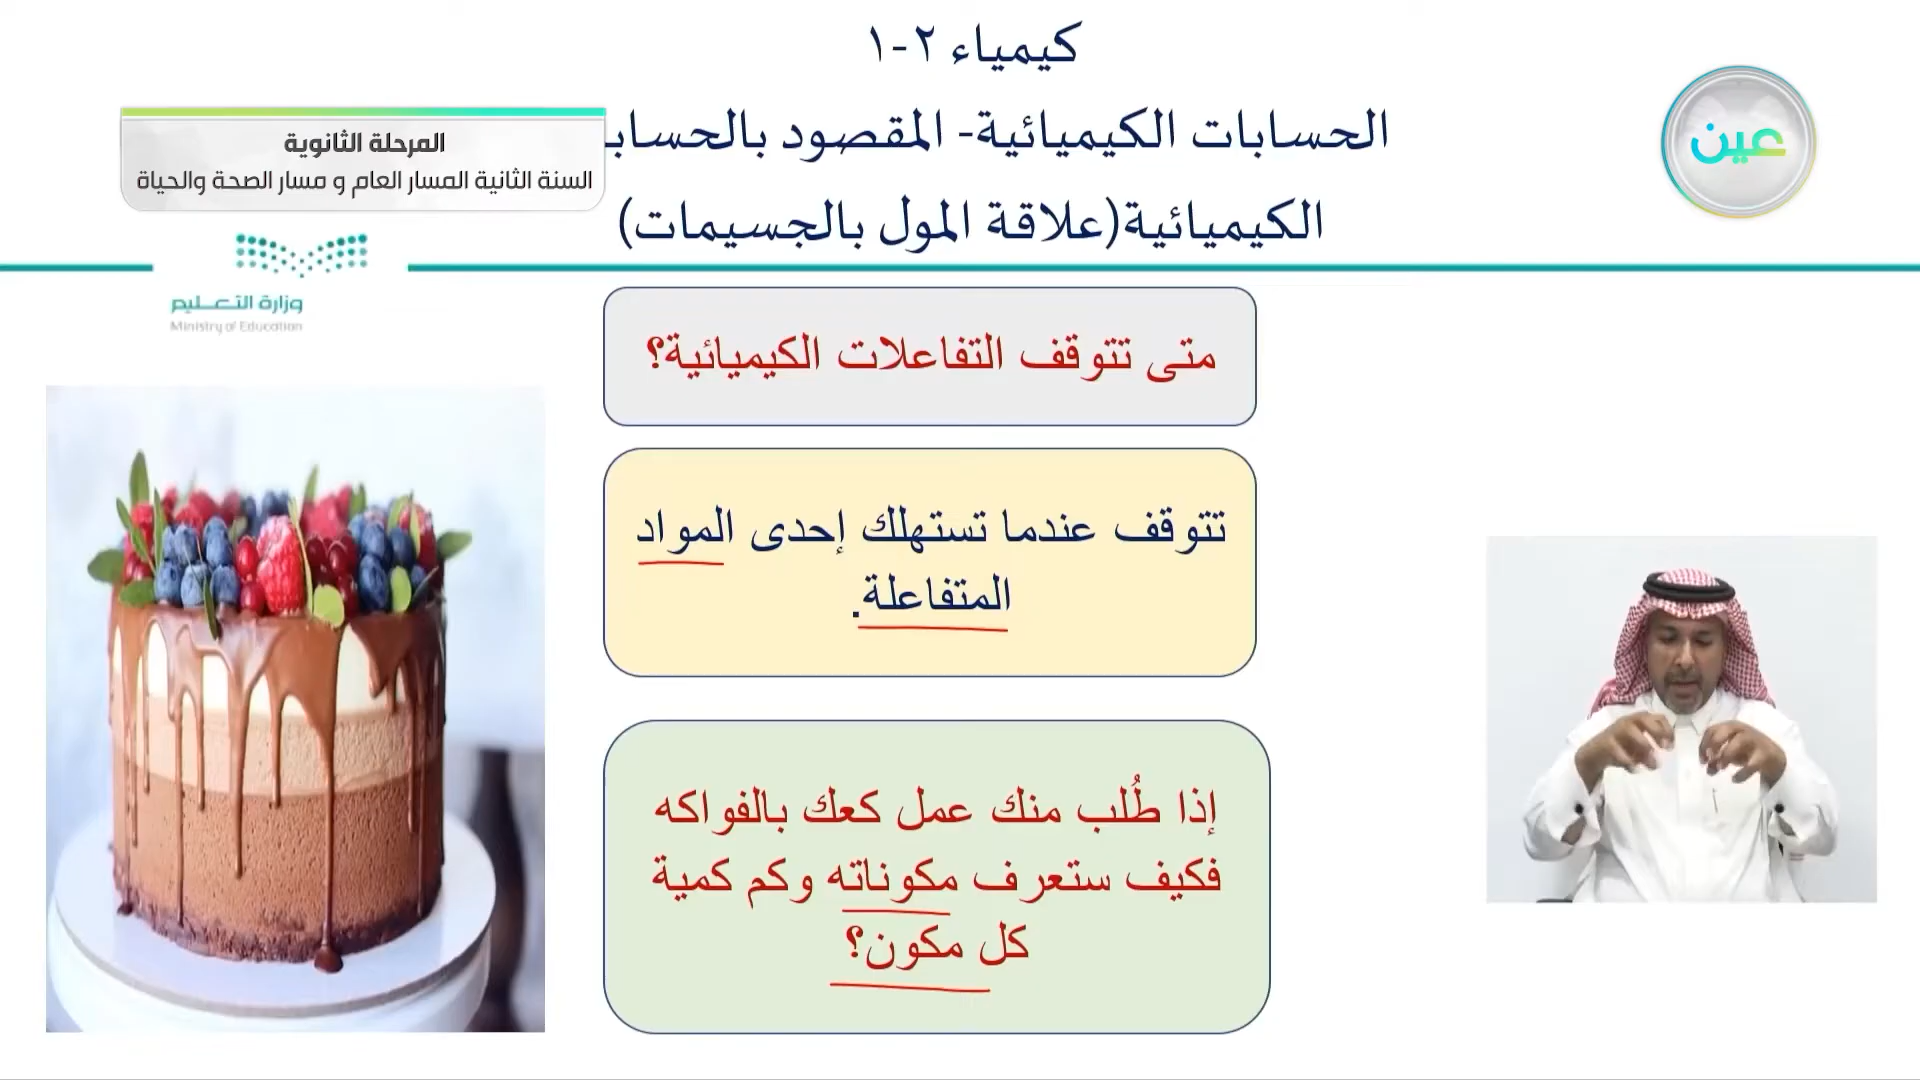 كيمياء ٢-١
الحسابات الكيميائية- المقصود بالحساب
الكيميائية(علاقة المول بالجسيمات)
عين
المرحلة الثانوية
السنة الثانية المسار العام و مسار الصحة والحياة
وزارة التعليم
Ministry of Education
متى تتوقف التفاعلات الكيميائية؟
تتوقف عندما تستهلك إحدى المواد
المتفاعلة.
إذا طُلب منك عمل كعك بالفواكه
فكيف ستعرف مكوناته وكم كمية
كل مكون؟